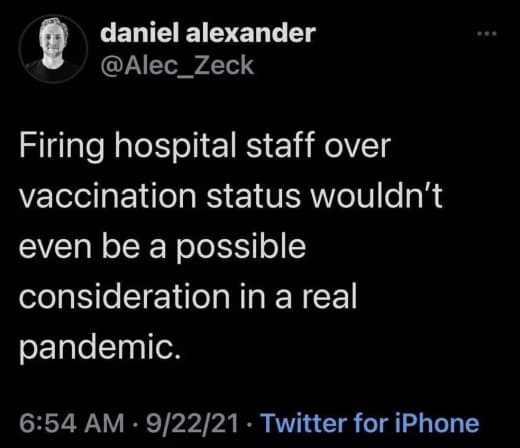 daniel alexander
@Alec_Zeck
Firing hospital staff over
vaccination status wouldn’t
even be a possible
consideration in a real
pandemic.
6:54 AM · 9/22/21 · Twitter for iPhone